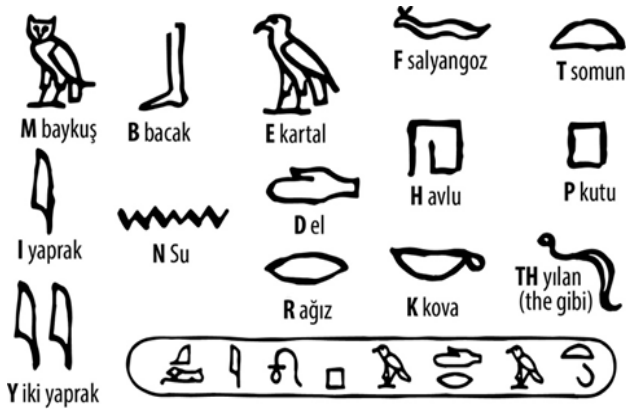 M baykuş
B bacak
E kartal
F salyangoz
T somun
I yaprak
N Su
D el
H avlu
P kutu
R ağız
K kova
TH yılan
(the gibi)
Y iki yaprak